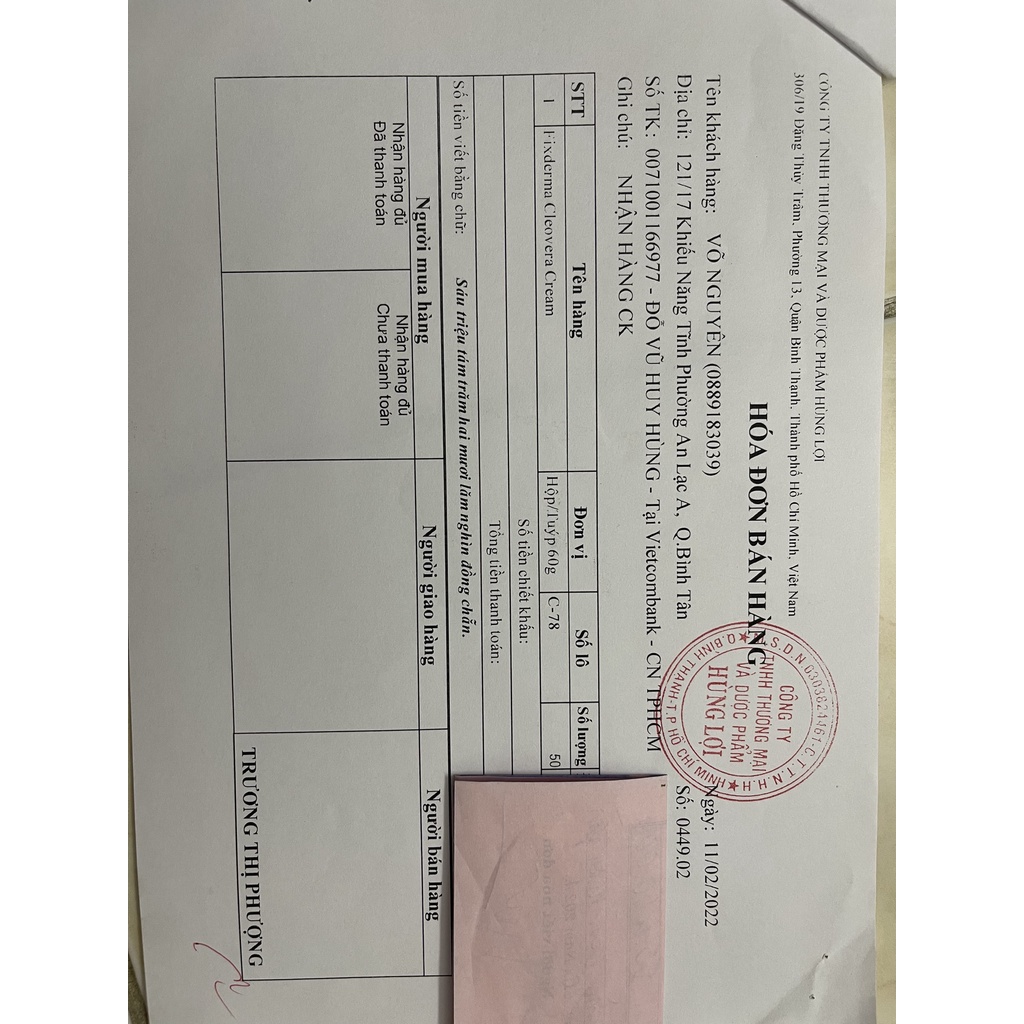 CÔNG TY TNHH THƯƠNG MẠI VÀ DƯỢC PHẨM HÙNG LỢI
306/19 Đặng Thùy Trâm, Phường 13, Quận Bình Thạnh, Thành phố Hồ Chí Minh, Việt Nam
HÓA ĐƠN BÁN HÀNG
M.S.D.N.0303624461-C.T.T.N.H.H
CÔNG TY
TNHH THƯƠNG MẠI
VÀ DƯỢC PHẨM
HÙNG LỢI
Q.BÌNH THẠNH-T.P HỒ CHÍ MINH
Ngày: 11/02/2022
Tên khách hàng: VÕ NGUYÊN (0889183039)
Số: 0449.02
Địa chỉ: 121/17 Khiếu Năng Tĩnh Phường An Lạc A, Q.Bình Tân
Số TK: 0071001166977 - ĐỖ VŨ HUY HÙNG - Tại Vietcombank - CN TPHCM
Ghi chú: NHẬN HÀNG CK
STT Tên hàng Đơn vị Số lô Số lượng
1 Fixderma Cleovera Cream Hộp/Tuýp 60g C-78 50
Số tiền chiết khấu:
Tổng tiền thanh toán:
Số tiền viết bằng chữ: Sáu triệu tám trăm hai mươi lăm nghìn đồng chẵn.
Người mua hàng Người giao hàng Người bán hàng
Nhận hàng đủ Nhận hàng đủ
Đã thanh toán Chưa thanh toán
TRƯƠNG THỊ PHƯỢNG